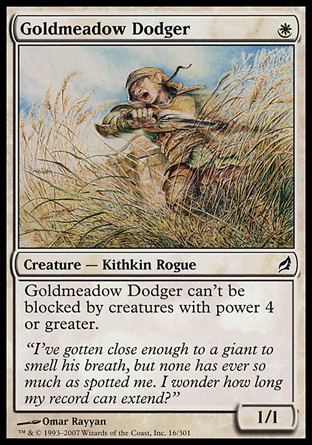 Goldmeadow Dodger
Creature — Kithkin Rogue
Goldmeadow Dodger can't be
blocked by creatures with power 4
or greater.
"I've gotten close enough to a giant to
smell his breath, but none has ever so
much as spotted me. I wonder how long
my record can extend?"
Omar Rayyan
™ & © 1993–2007 Wizards of the Coast, Inc. 16/301
1/1